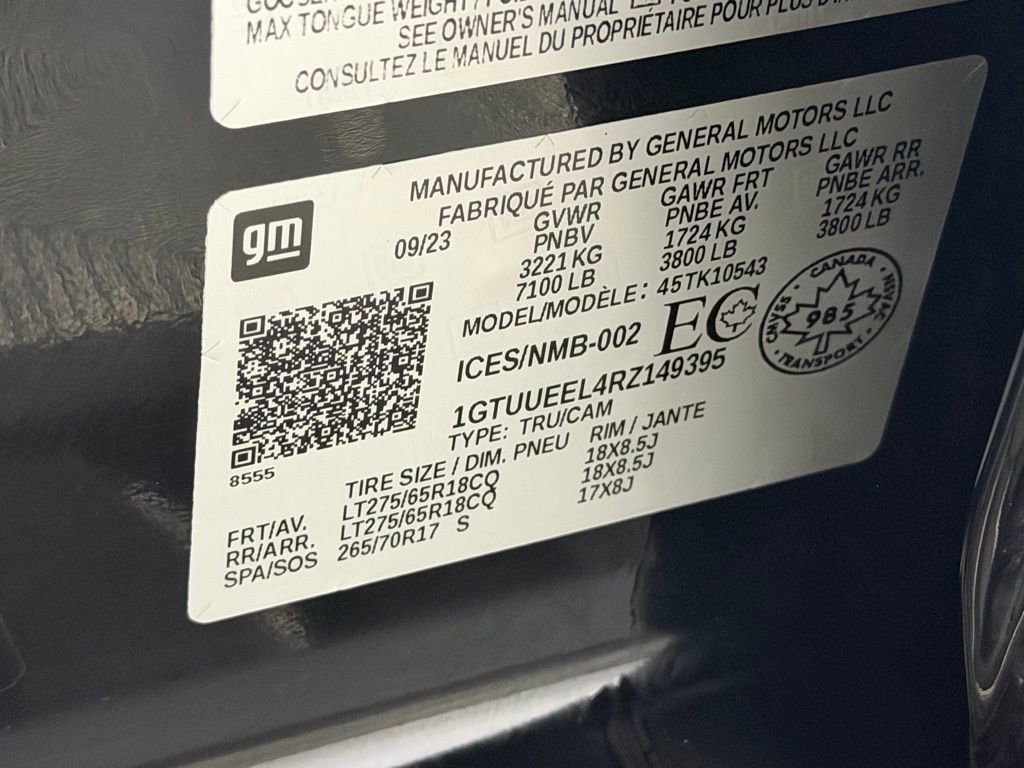 MAX TONGUE WEIGHT
SEE OWNER'S MANUAL
CONSULTEZ LE MANUEL DU PROPRIÉTAIRE POUR PLUS
gm
MANUFACTURED BY GENERAL MOTORS LLC
FABRIQUÉ PAR GENERAL MOTORS LLC
09/23 GVWR GAWR FRT GAWR RR
PNBV PNBE AV. PNBE ARR.
3221 KG 1724 KG 1724 KG
7100 LB 3800 LB 3800 LB
MODEL/MODÈLE: 45TK10543
ICES/NMB-002 EC
CANADA
CMVSS
985
NSVAC
TRANSPORT
1GTUUEEL4RZ149395
TYPE: TRU/CAM
8555
TIRE SIZE / DIM. PNEU RIM / JANTE
FRT/AV. LT275/65R18CQ 18X8.5J
RR/ARR. LT275/65R18CQ 18X8.5J
SPA/SOS 265/70R17 S 17X8J